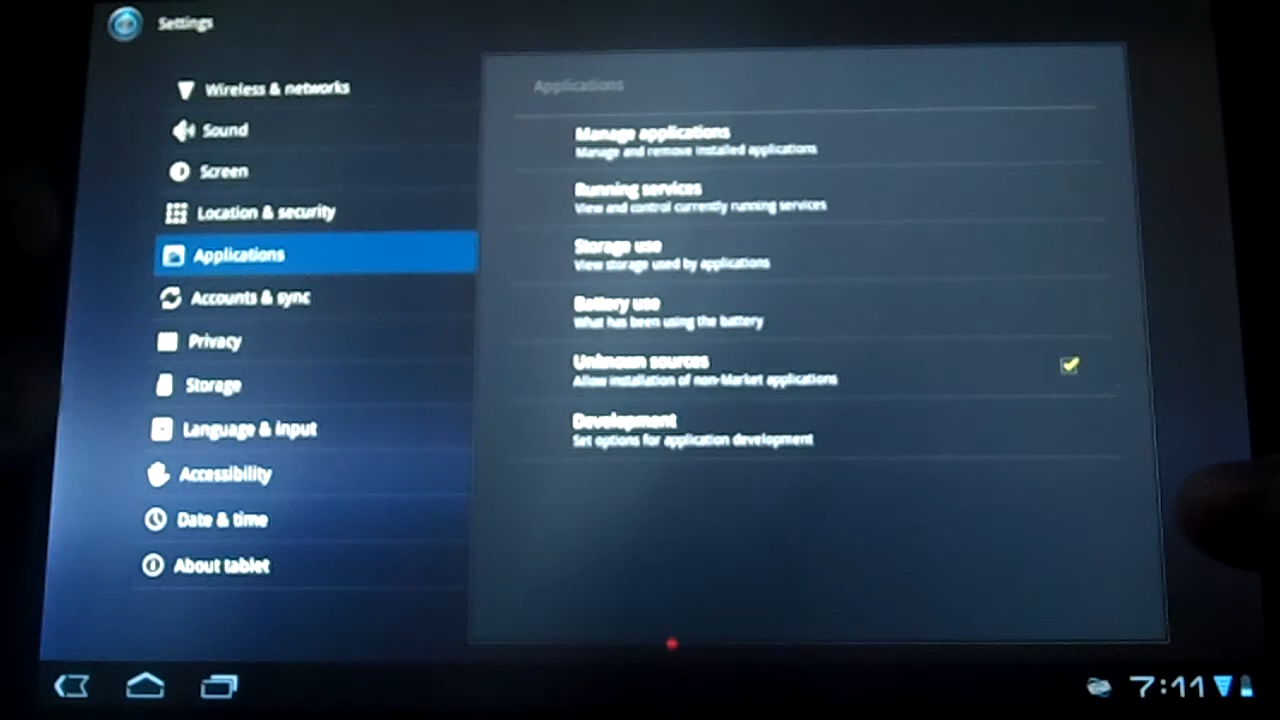 Settings
Wireless & networks
Sound
Screen
Location & security
Applications
Accounts & sync
Privacy
Storage
Language & input
Accessibility
Date & time
About tablet
Applications
Manage applications
Manage and remove installed applications
Running services
View and control currently running services
Storage use
View storage used by applications
Battery use
What has been using the battery
Unknown sources
Allow installation of non-Market applications
Development
Set options for application development
7:11